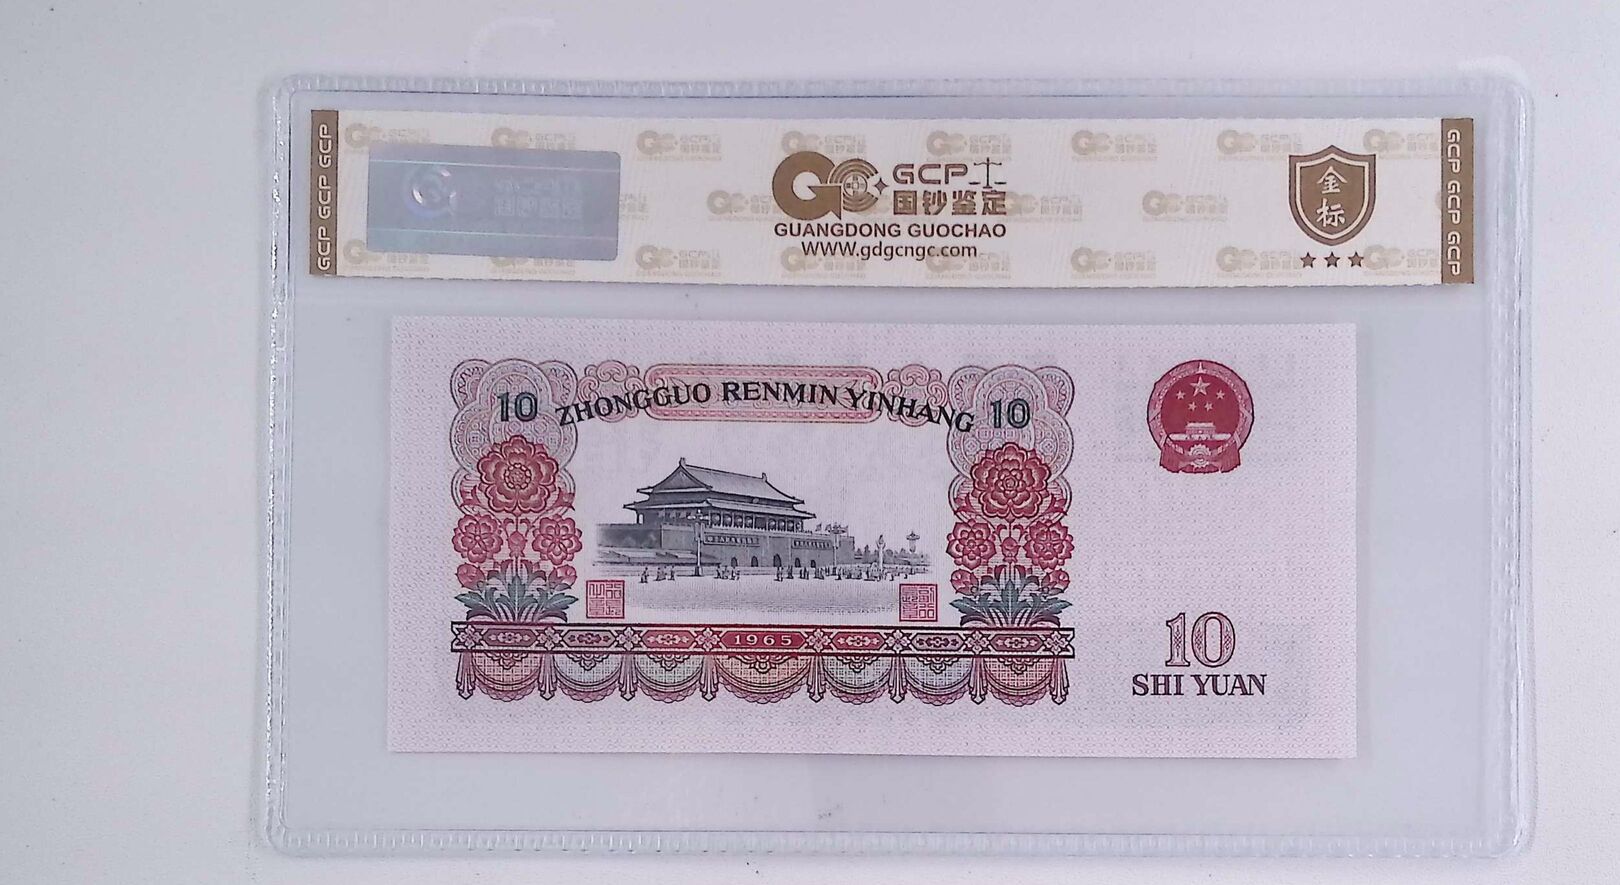 GCP GCP GCP
GCP
国钞鉴定
GUANGDONG GUOCHAO
WWW.gdgcngc.com
金标
GCP GCP GCP
10 ZHONGGUO RENMIN YINHANG 10
1965
10
SHI YUAN